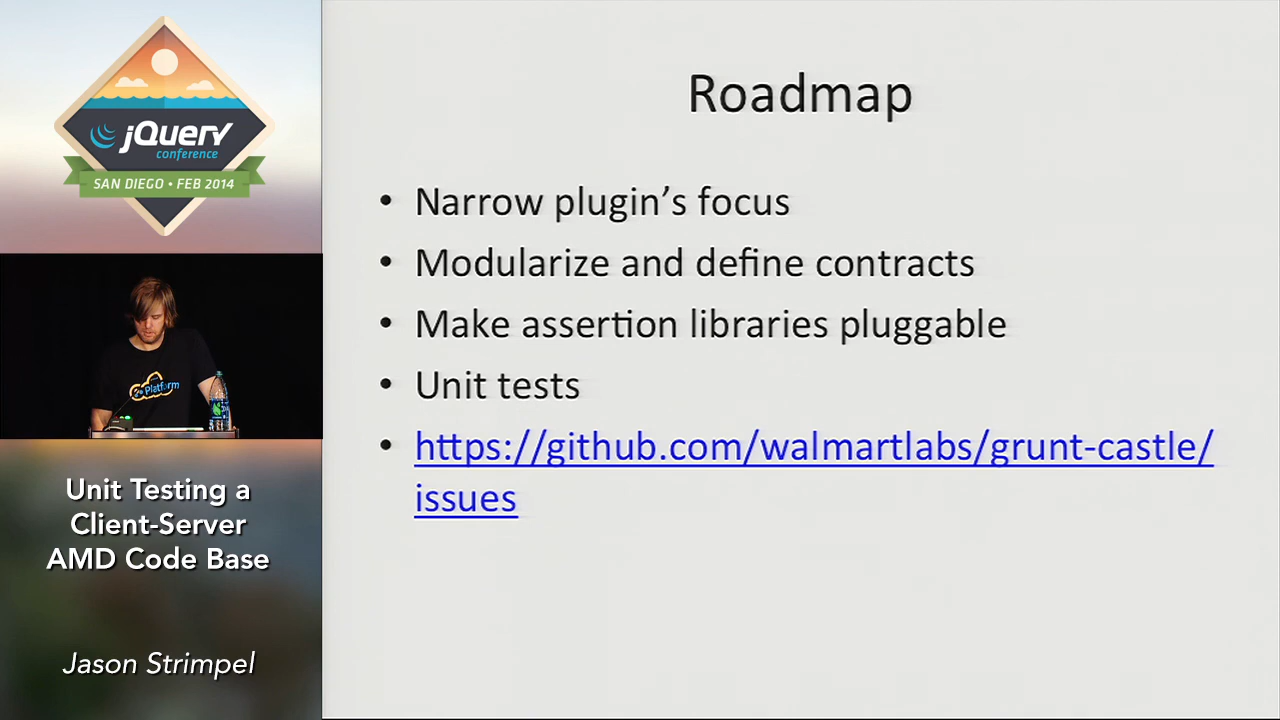 jQuery
conference
SAN DIEGO • FEB 2014
Platform
Unit Testing a
Client-Server
AMD Code Base
Jason Strimpel
Roadmap
• Narrow plugin’s focus
• Modularize and define contracts
• Make assertion libraries pluggable
• Unit tests
• https://github.com/walmartlabs/grunt-castle/
issues